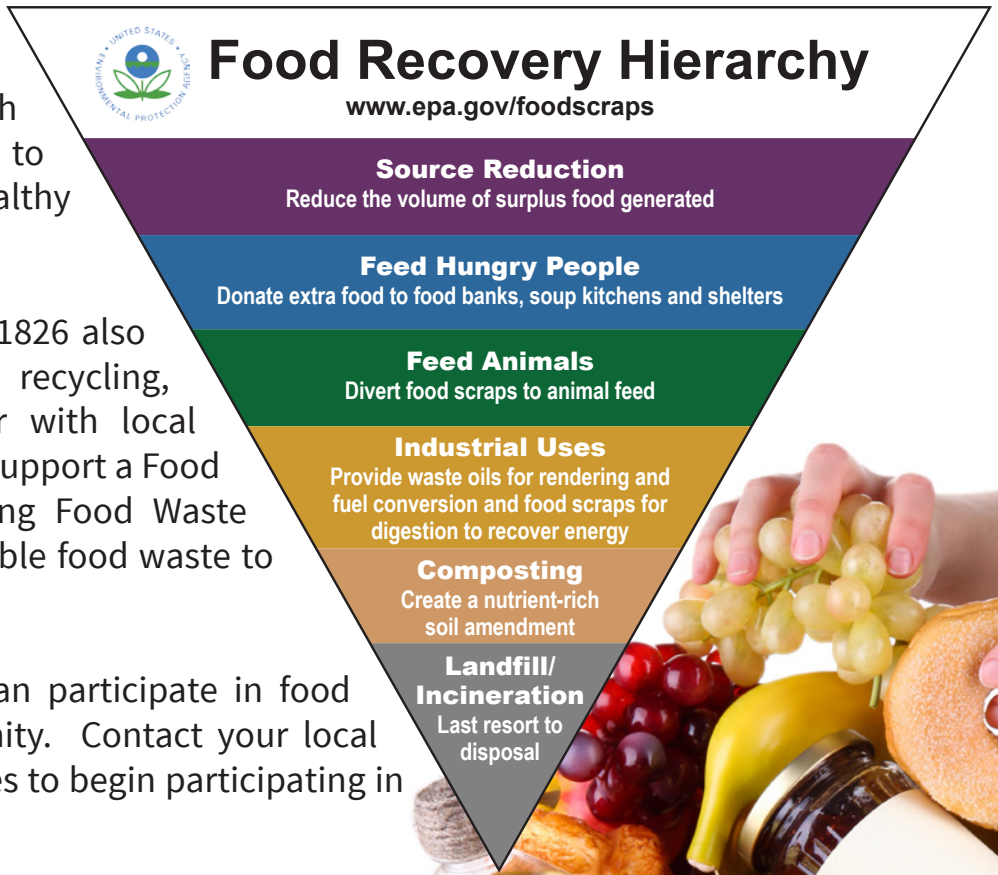 UNITED STATES
ENVIRONMENTAL PROTECTION AGENCY
Food Recovery Hierarchy
www.epa.gov/foodscraps
to
1826 also
recycling,
with local
upport a Food
ng Food Waste
ble food waste to
an participate in food
nity. Contact your local
es to begin participating in
Source Reduction
Reduce the volume of surplus food generated
Feed Hungry People
Donate extra food to food banks, soup kitchens and shelters
Feed Animals
Divert food scraps to animal feed
Industrial Uses
Provide waste oils for rendering and
fuel conversion and food scraps for
digestion to recover energy
Composting
Create a nutrient-rich
soil amendment
Landfill/
Incineration
Last resort to
disposal